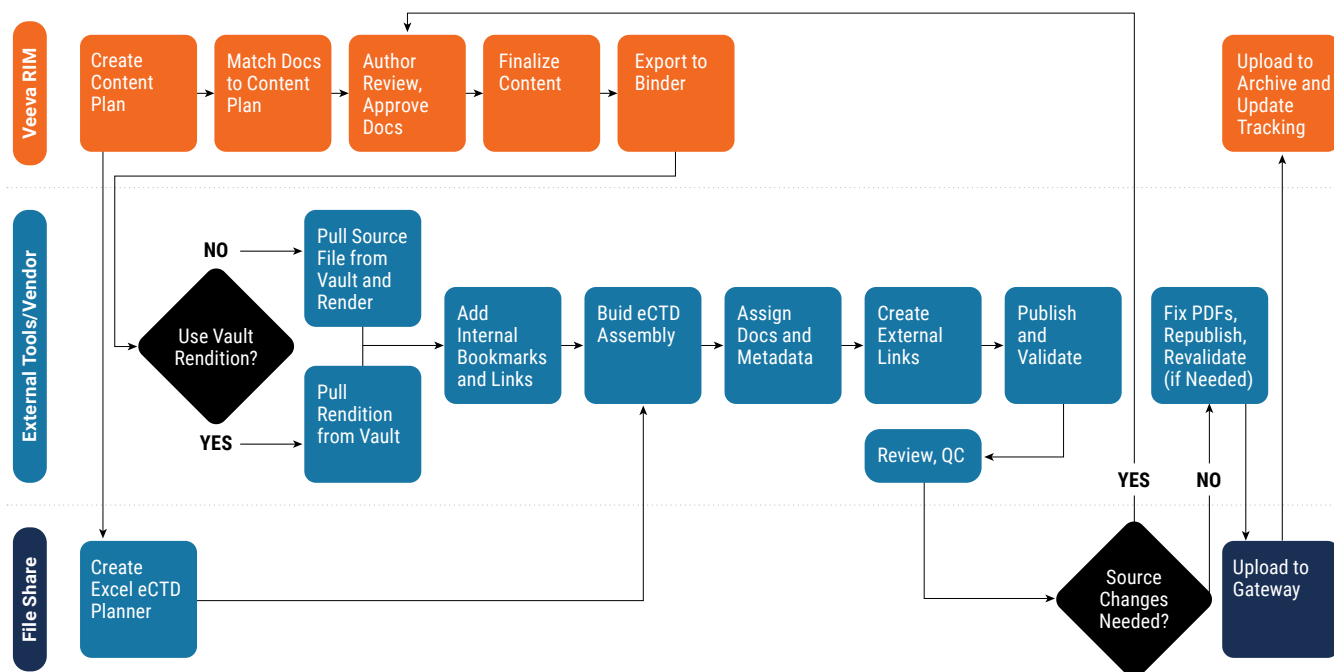 Veeva RIM
Create
Content
Plan
Match Docs
to Content
Plan
Author
Review,
Approve
Docs
Finalize
Content
Export to
Binder
Upload to
Archive and
Update
Tracking
External Tools/Vendor
Use Vault
Rendition?
NO
YES
Pull Source
File from
Vault and
Render
Pull
Rendition
from Vault
Add
Internal
Bookmarks
and Links
Buid eCTD
Assembly
Assign
Docs and
Metadata
Create
External
Links
Publish
and
Validate
Fix PDFs,
Republish,
Revalidate
(if Needed)
Review, QC
YES
NO
File Share
Create
Excel eCTD
Planner
Source
Changes
Needed?
Upload to
Gateway